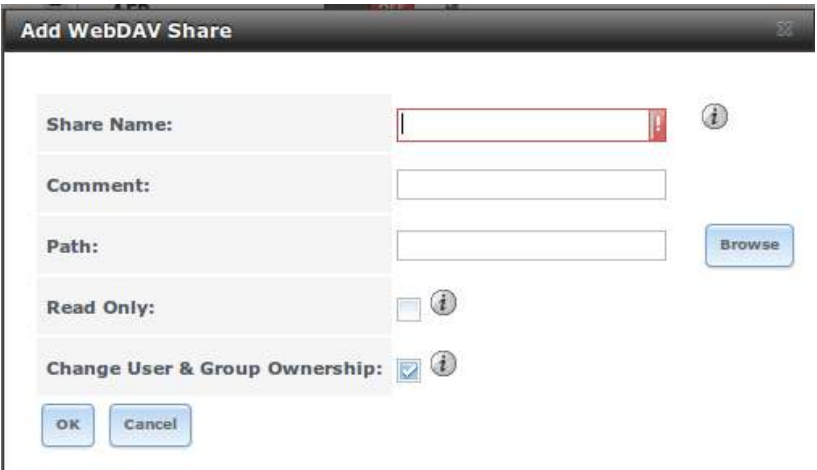 Add WebDAV Share
Share Name:
Comment:
Path:
Browse
Read Only:
Change User & Group Ownership:
OK
Cancel